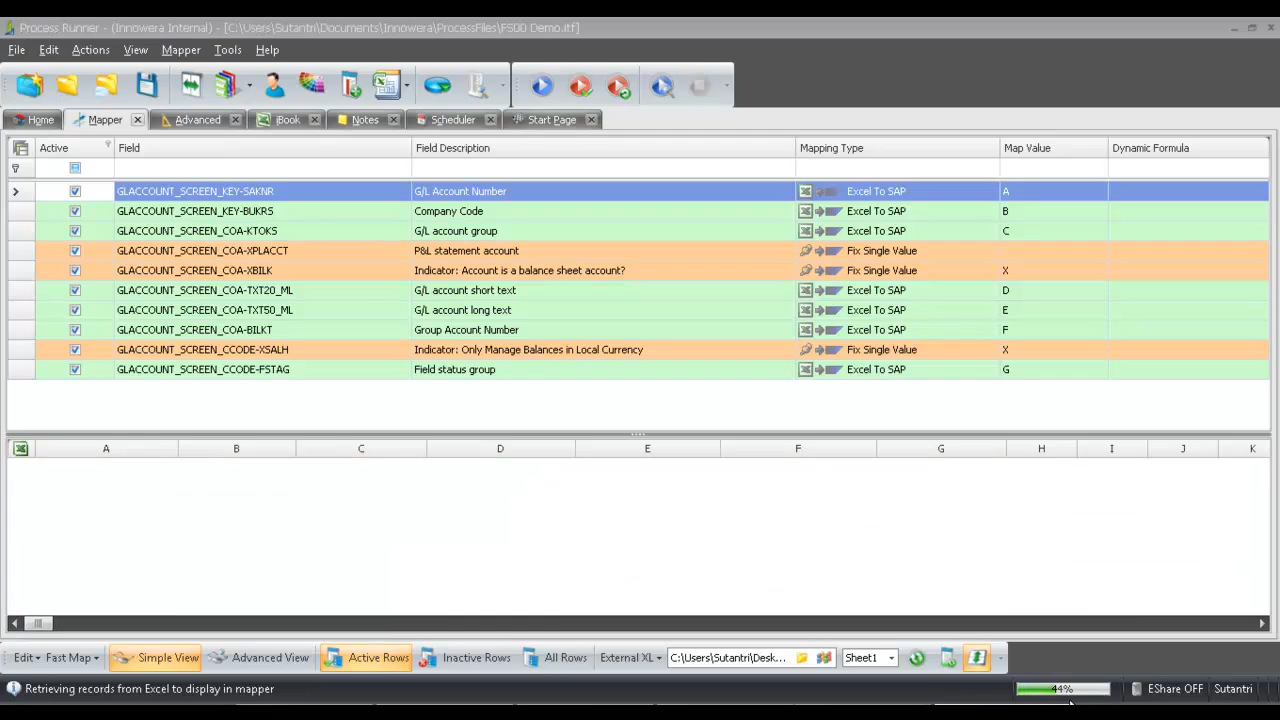 Process Runner - (Innowera Internal) - [C:\Users\Sutantri\Documents\Innowera\ProcessFiles\FS00 Demo.itf]
File Edit Actions View Mapper Tools Help
Home Mapper Advanced iBook Notes Scheduler Start Page
Active Field Field Description Mapping Type Map Value Dynamic Formula
GLACCOUNT_SCREEN_KEY-SAKNR G/L Account Number Excel To SAP A
GLACCOUNT_SCREEN_KEY-BUKRS Company Code Excel To SAP B
GLACCOUNT_SCREEN_COA-KTOKS G/L account group Excel To SAP C
GLACCOUNT_SCREEN_COA-XPLACCT P&L statement account Fix Single Value
GLACCOUNT_SCREEN_COA-XBILK Indicator: Account is a balance sheet account? Fix Single Value X
GLACCOUNT_SCREEN_COA-TXT20_ML G/L account short text Excel To SAP D
GLACCOUNT_SCREEN_COA-TXT50_ML G/L account long text Excel To SAP E
GLACCOUNT_SCREEN_COA-BILKT Group Account Number Excel To SAP F
GLACCOUNT_SCREEN_CCODE-XSALH Indicator: Only Manage Balances in Local Currency Fix Single Value X
GLACCOUNT_SCREEN_CCODE-FSTAG Field status group Excel To SAP G
A B C D E F G H I J K
Edit Fast Map Simple View Advanced View Active Rows Inactive Rows All Rows External XL C:\Users\Sutantri\Desk... Sheet1
Retrieving records from Excel to display in mapper 44% EShare OFF Sutantri